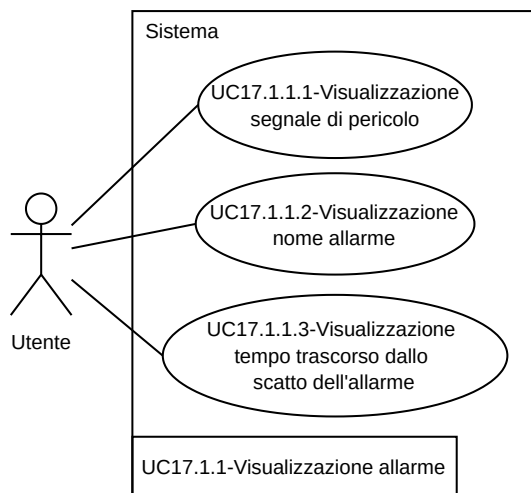 Sistema
UC17.1.1.1-Visualizzazione
segnale di pericolo
UC17.1.1.2-Visualizzazione
nome allarme
UC17.1.1.3-Visualizzazione
tempo trascorso dallo
scatto dell'allarme
Utente
UC17.1.1-Visualizzazione allarme